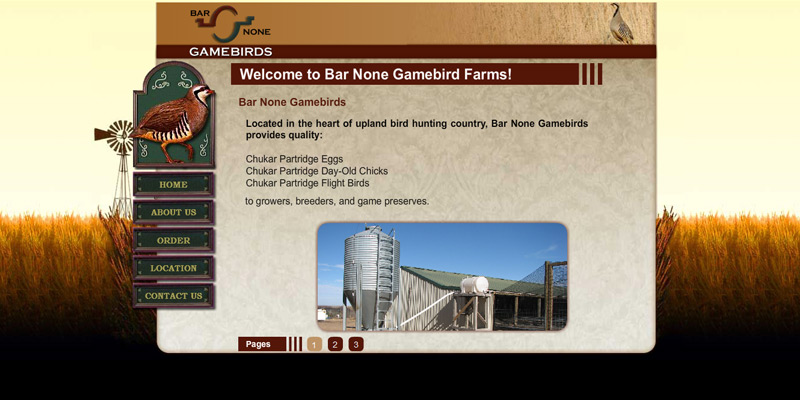 BAR
NONE
GAMEBIRDS
Welcome to Bar None Gamebird Farms!
Bar None Gamebirds
Located in the heart of upland bird hunting country, Bar None Gamebirds
provides quality:
Chukar Partridge Eggs
Chukar Partridge Day-Old Chicks
Chukar Partridge Flight Birds
to growers, breeders, and game preserves.
HOME
ABOUT US
ORDER
LOCATION
CONTACT US
Pages 1 2 3